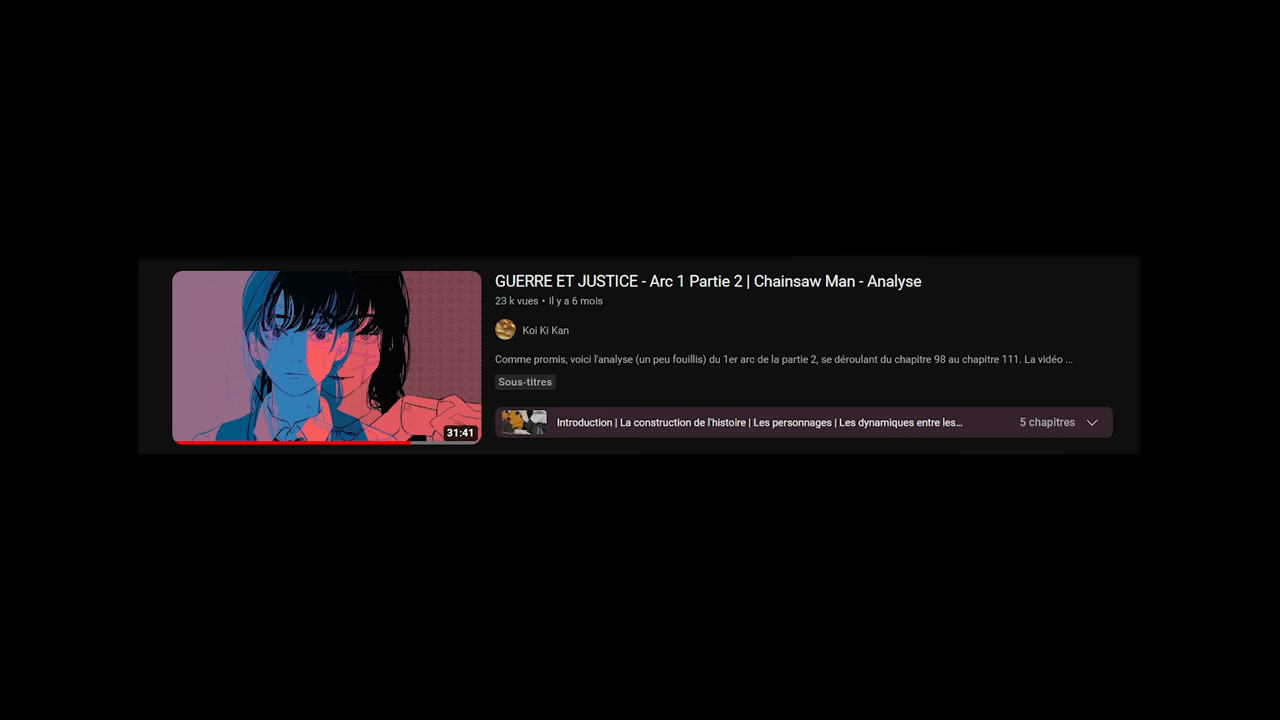 GUERRE ET JUSTICE - Arc 1 Partie 2 | Chainsaw Man - Analyse
23 k vues • il y a 6 mois
Koi Ki Kan
Comme promis, voici l'analyse (un peu fouillis) du 1er arc de la partie 2, se déroulant du chapitre 98 au chapitre 111. La vidéo ...
Sous-titres
Introduction | La construction de l'histoire | Les personnages | Les dynamiques entre les... 5 chapitres
31:41